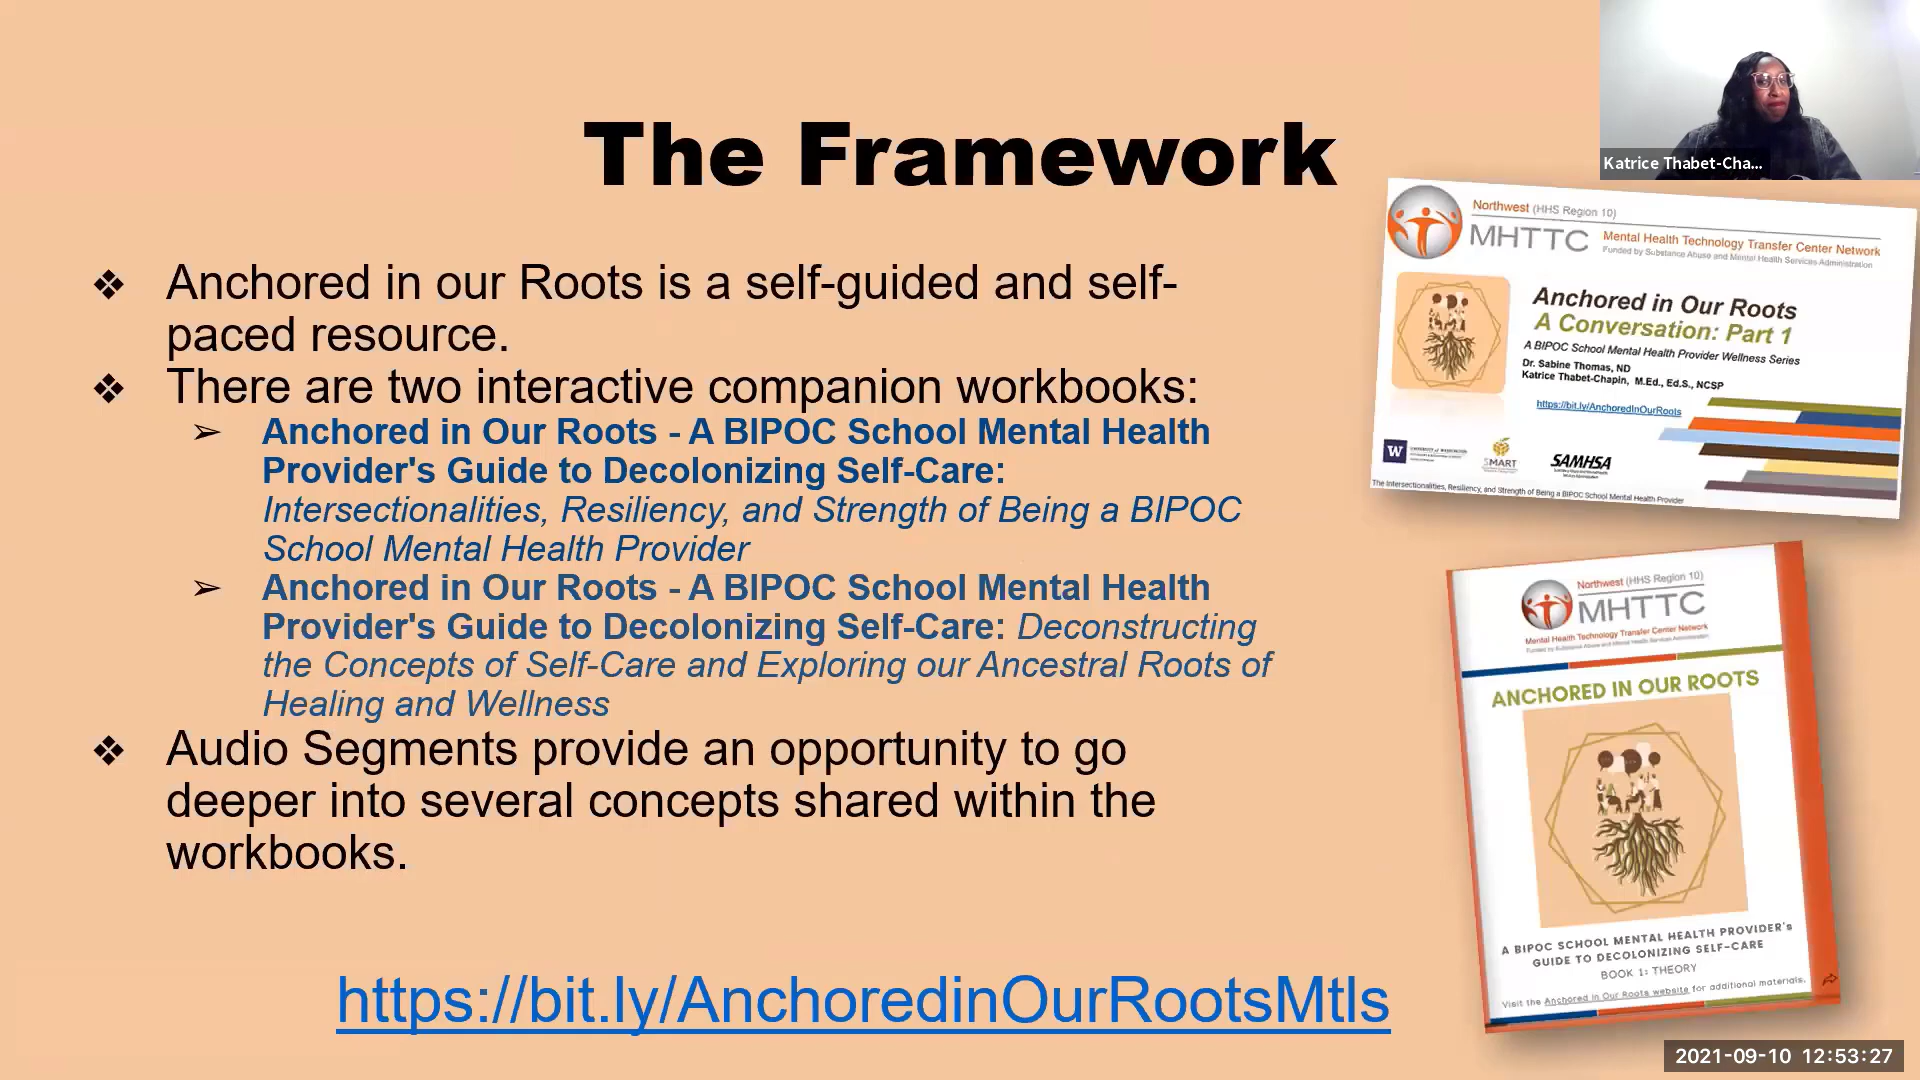 The Framework
❖ Anchored in our Roots is a self-guided and self-
paced resource.
❖ There are two interactive companion workbooks:
➢ Anchored in Our Roots - A BIPOC School Mental Health
Provider's Guide to Decolonizing Self-Care:
Intersectionalities, Resiliency, and Strength of Being a BIPOC
School Mental Health Provider
➢ Anchored in Our Roots - A BIPOC School Mental Health
Provider's Guide to Decolonizing Self-Care: Deconstructing
the Concepts of Self-Care and Exploring our Ancestral Roots of
Healing and Wellness
❖ Audio Segments provide an opportunity to go
deeper into several concepts shared within the
workbooks.
https://bit.ly/AnchoredinOurRootsMtls
Katrice Thabet-Cha...
Northwest (HHS Region 10)
MHTTC
Mental Health Technology Transfer Center Network
Funded by Substance Abuse and Mental Health Services Administration
Anchored in Our Roots
A Conversation: Part 1
A BIPOC School Mental Health Provider Wellness Series
Dr. Sabine Thomas, ND
Katrice Thabet-Chapin, M.Ed., Ed.S., NCSP
https://bit.ly/AnchoredInOurRoots
W
SMART
SAMHSA
The Intersectionalities, Resiliency, and Strength of Being a BIPOC School Mental Health Provider
Northwest (HHS Region 10)
MHTTC
Mental Health Technology Transfer Center Network
Funded by Substance Abuse and Mental Health Services Administration
ANCHORED IN OUR ROOTS
A BIPOC SCHOOL MENTAL HEALTH PROVIDER's
GUIDE TO DECOLONIZING SELF-CARE
BOOK 1: THEORY
Visit the Anchored in Our Roots website for additional materials.
2021-09-10 12:53:27